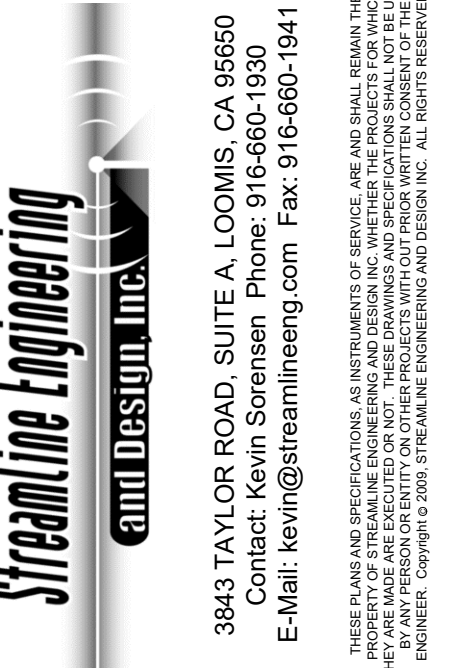 Streamline Engineering
and Design, Inc.
3843 TAYLOR ROAD, SUITE A, LOOMIS, CA 95650
Contact: Kevin Sorensen Phone: 916-660-1930
E-Mail: kevin@streamlineeng.com Fax: 916-660-1941
THESE PLANS AND SPECIFICATIONS, AS INSTRUMENTS OF SERVICE, ARE AND SHALL REMAIN THE
PROPERTY OF STREAMLINE ENGINEERING AND DESIGN INC. WHETHER THE PROJECTS FOR WHIC
HEY ARE MADE ARE EXECUTED OR NOT. THESE DRAWINGS AND SPECIFICATIONS SHALL NOT BE U
BY ANY PERSON OR ENTITY ON OTHER PROJECTS WITH OUT PRIOR WRITTEN CONSENT OF THE
ENGINEER. Copyright © 2009, STREAMLINE ENGINEERING AND DESIGN INC. ALL RIGHTS RESERVE